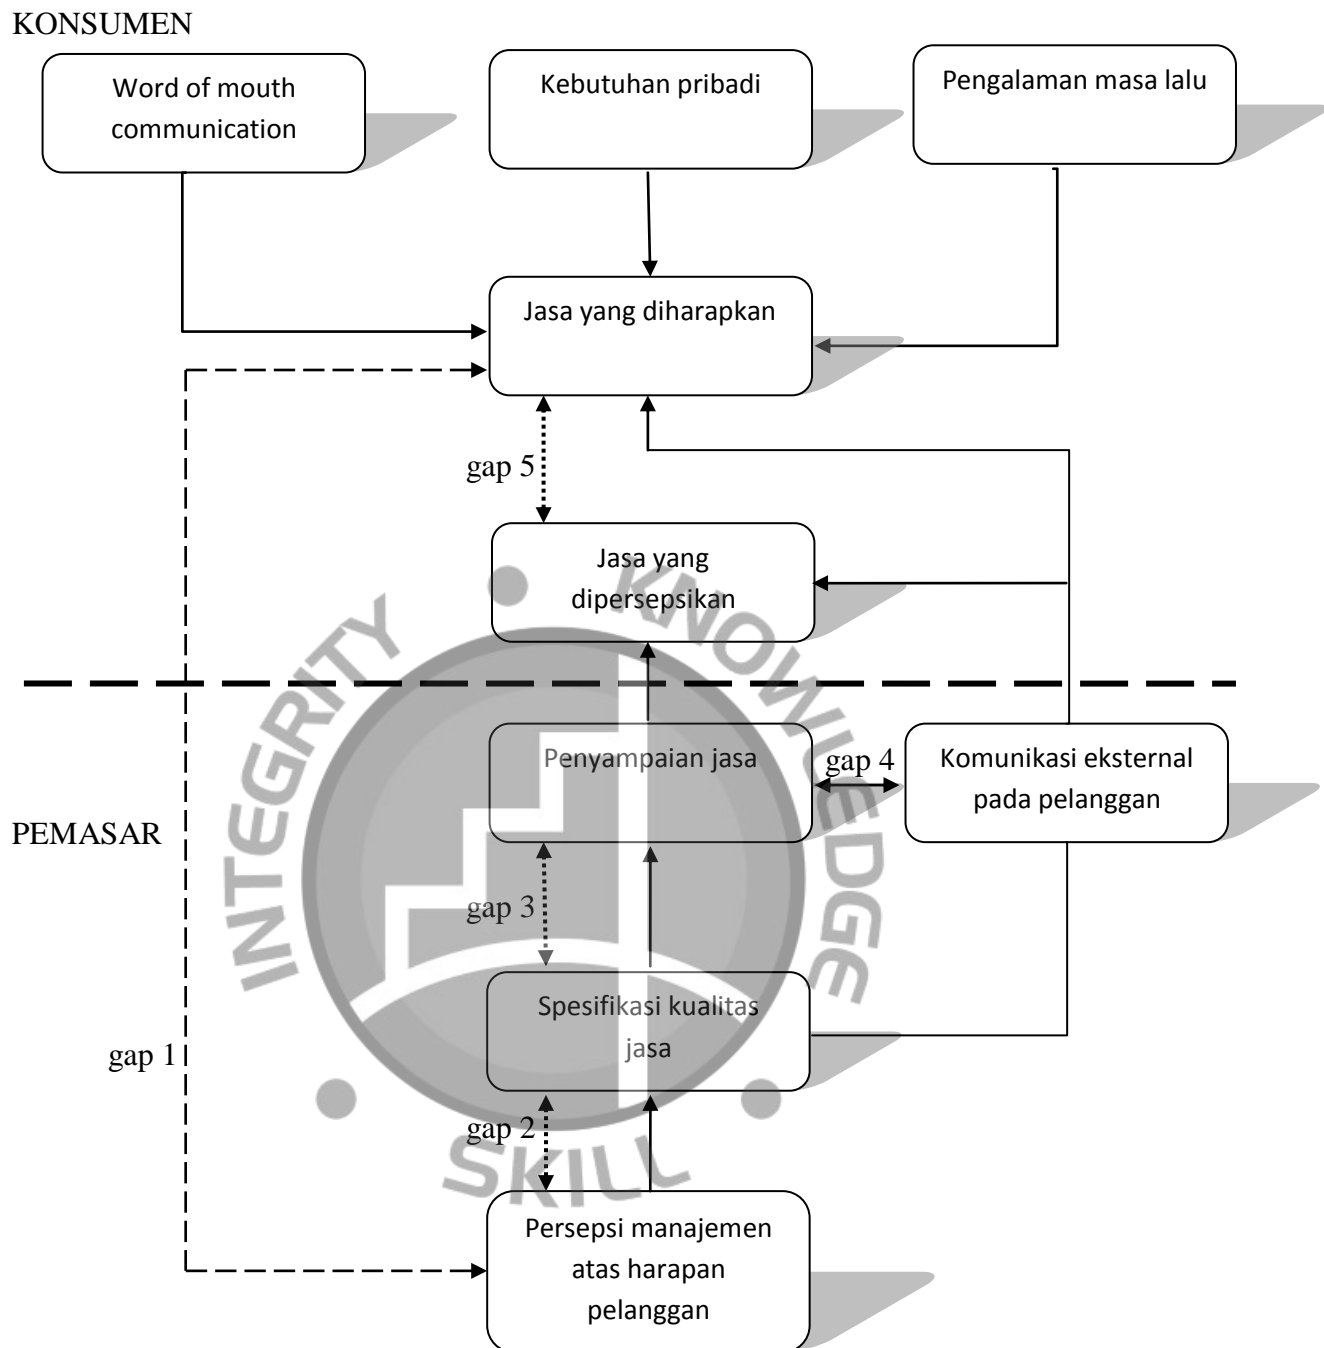 KONSUMEN
Word of mouth
communication
Kebutuhan pribadi
Pengalaman masa lalu
Jasa yang diharapkan
gap 5
Jasa yang
dipersepsikan
Penyampaian jasa
gap 4
Komunikasi eksternal
pada pelanggan
PEMASAR
gap 3
Spesifikasi kualitas
jasa
gap 1
gap 2
Persepsi manajemen
atas harapan
pelanggan
INTEGRITY
KNOWLEDGE
SKILL